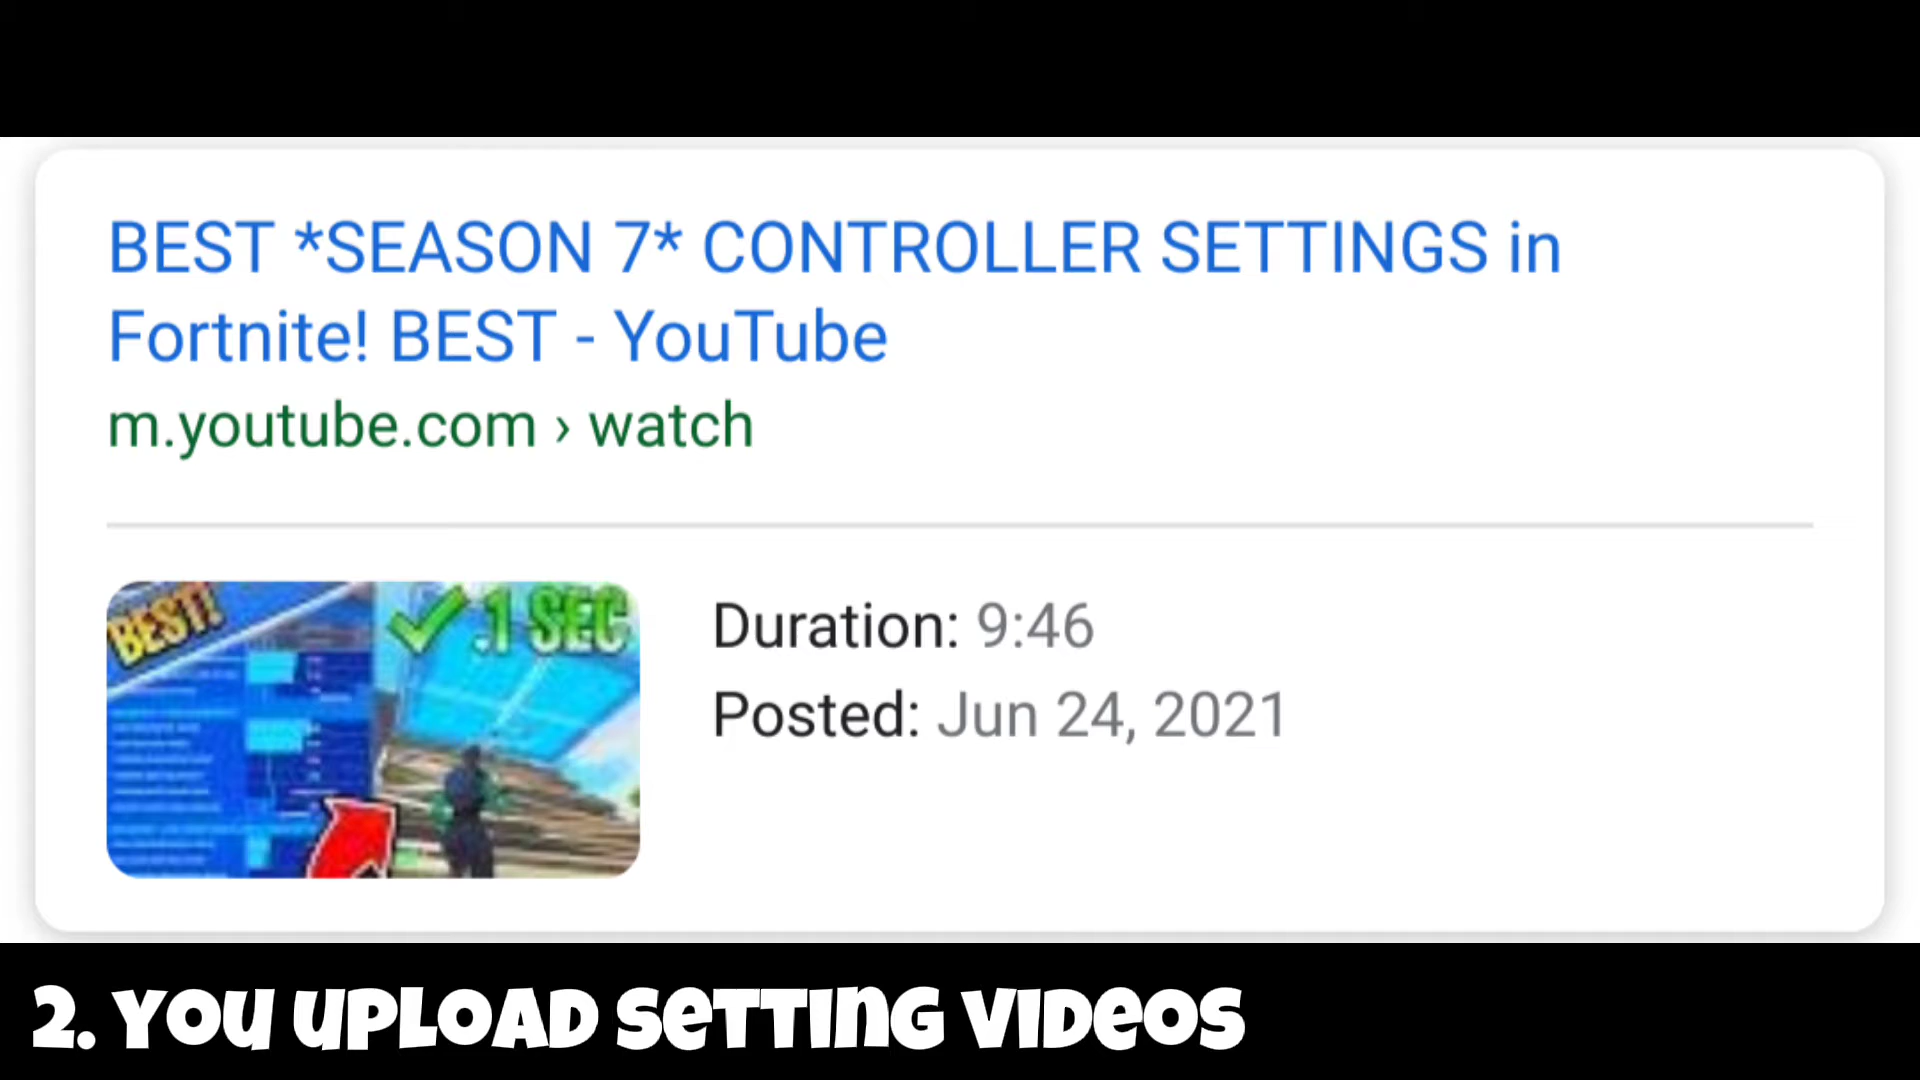 BEST *SEASON 7* CONTROLLER SETTINGS in
Fortnite! BEST - YouTube
m.youtube.com › watch
BEST!
.1 SEC
Duration: 9:46
Posted: Jun 24, 2021
2. YOU UPLOAD SETTING VIDEOS